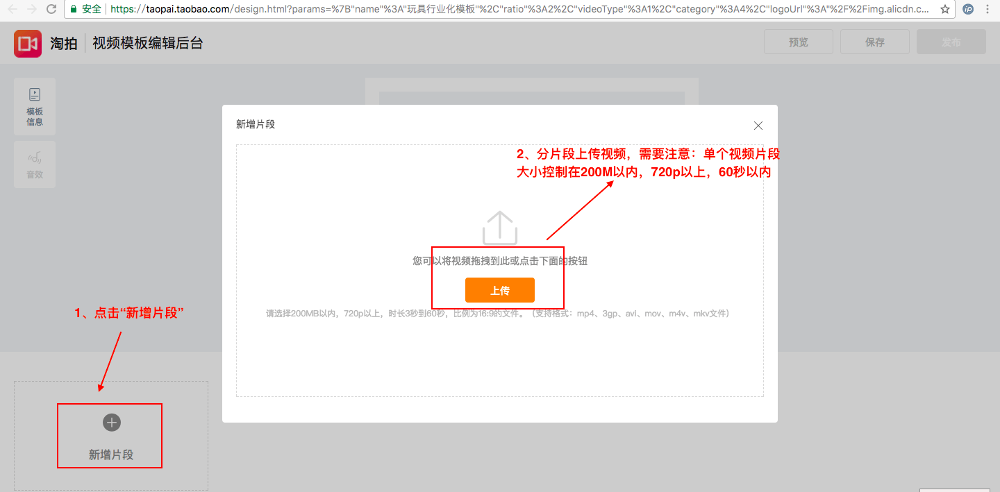 安全 https://taopai.taobao.com/design.html?params=%7B"name"%3A"玩具行业化模板"%2C"ratio"%3A2%2C"videoType"%3A1%2C"category"%3A4%2C"logoUrl"%3A"%2F%2Fimg.alicdn.c...
淘拍 视频模板编辑后台 预览 保存 发布
模板
信息
音效
新增片段
2、分片段上传视频，需要注意：单个视频片段
大小控制在200M以内，720p以上，60秒以内
您可以将视频拖拽到此或点击下面的按钮
上传
请选择200MB以内，720p以上，时长3秒到60秒，比例为16:9的文件。（支持格式：mp4、3gp、avi、mov、m4v、mkv文件）
1、点击“新增片段”
新增片段